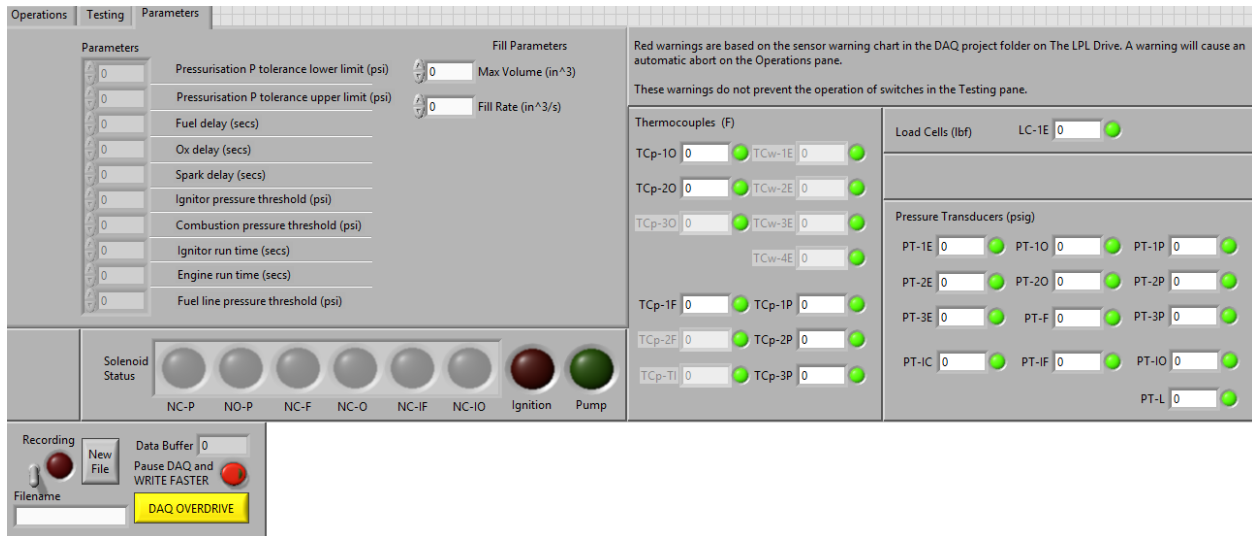 Operations Testing Parameters
Parameters
0 Pressurisation P tolerance lower limit (psi)
0 Pressurisation P tolerance upper limit (psi)
0 Fuel delay (secs)
0 Ox delay (secs)
0 Spark delay (secs)
0 Ignitor pressure threshold (psi)
0 Combustion pressure threshold (psi)
0 Ignitor run time (secs)
0 Engine run time (secs)
0 Fuel line pressure threshold (psi)
Fill Parameters
0 Max Volume (in^3)
0 Fill Rate (in^3/s)
Red warnings are based on the sensor warning chart in the DAQ project folder on The LPL Drive. A warning will cause an
automatic abort on the Operations pane.
These warnings do not prevent the operation of switches in the Testing pane.
Thermocouples (F)
TCp-1O 0 TCw-1E 0
TCp-2O 0 TCw-2E 0
TCp-3O 0 TCw-3E 0
TCw-4E 0
TCp-1F 0 TCp-1P 0
TCp-2F 0 TCp-2P 0
TCp-TI 0 TCp-3P 0
Load Cells (lbf) LC-1E 0
Pressure Transducers (psig)
PT-1E 0 PT-1O 0 PT-1P 0
PT-2E 0 PT-2O 0 PT-2P 0
PT-3E 0 PT-F 0 PT-3P 0
PT-IC 0 PT-IF 0 PT-IO 0
PT-L 0
Solenoid
Status
NC-P NO-P NC-F NC-O NC-IF NC-IO Ignition Pump
Recording
New
File
Data Buffer 0
Pause DAQ and
WRITE FASTER
Filename
DAQ OVERDRIVE